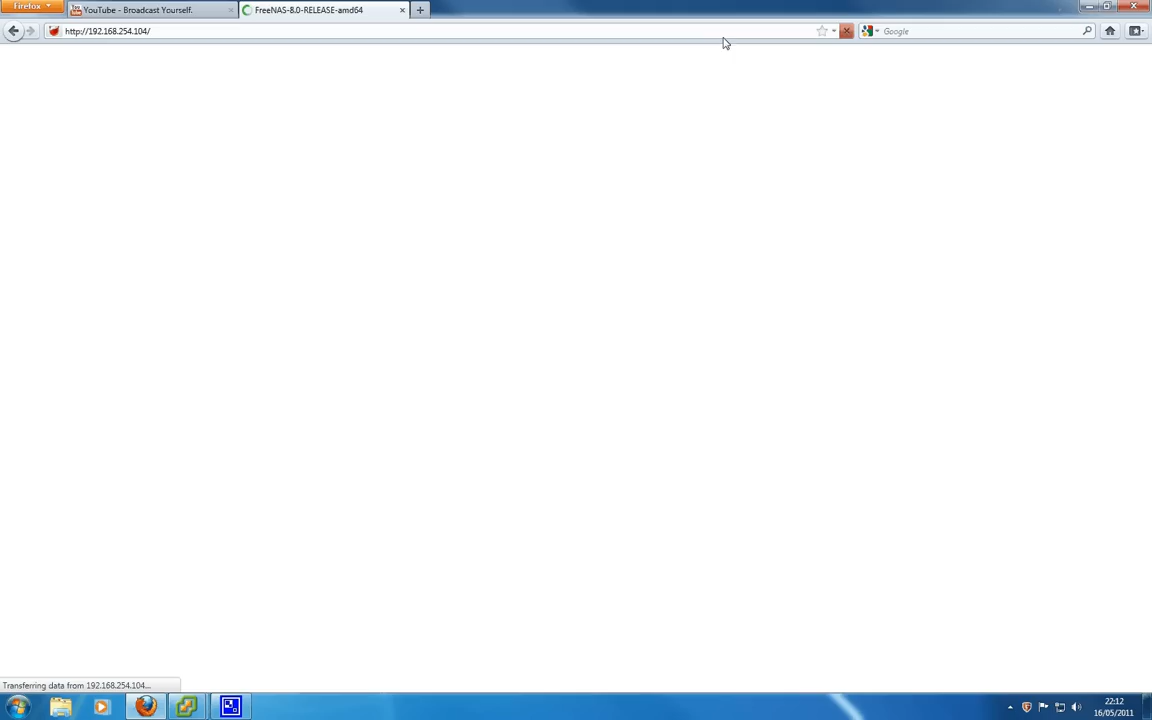 Firefox
YouTube - Broadcast Yourself.
FreeNAS-8.0-RELEASE-amd64
http://192.168.254.104/
Google
Transferring data from 192.168.254.104...
22:12
16/05/2011